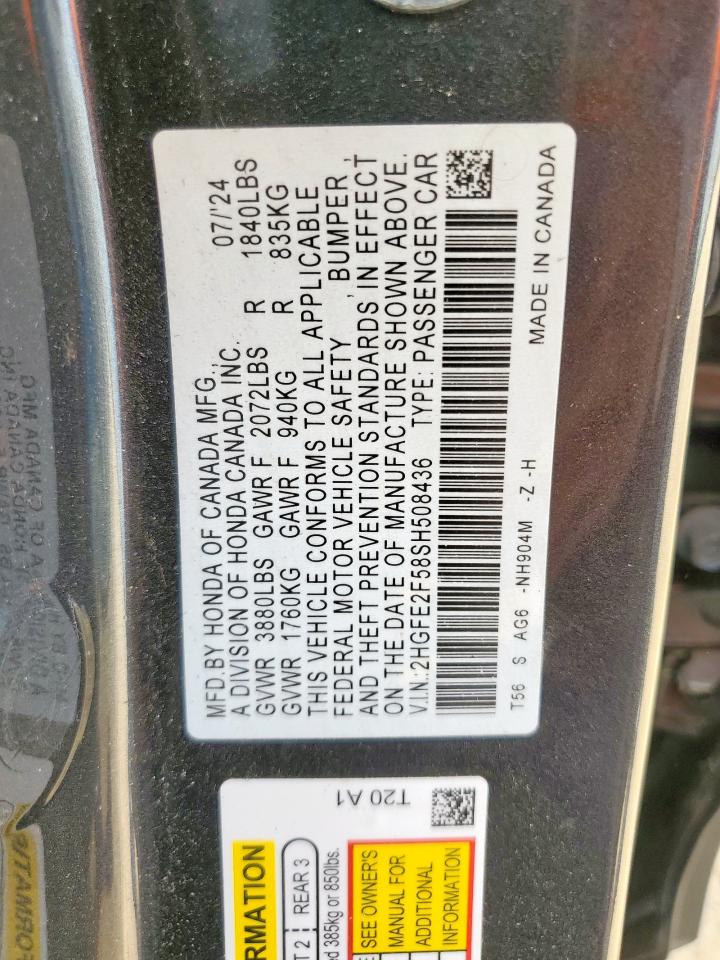 MFD. BY HONDA OF CANADA MFG., 07/'24
A DIVISION OF HONDA CANADA INC.
GVWR 3880LBS GAWR F 2072LBS R 1840LBS
GVWR 1760KG GAWR F 940KG R 835KG
THIS VEHICLE CONFORMS TO ALL APPLICABLE
FEDERAL MOTOR VEHICLE SAFETY , BUMPER ,
AND THEFT PREVENTION STANDARDS, IN EFFECT
ON THE DATE OF MANUFACTURE SHOWN ABOVE.
V.I.N.:2HGFE2F58SH508436 TYPE: PASSENGER CAR
T56 S AG6 -NH904M -Z -H
MADE IN CANADA
T20 A1
REAR 3
385kg or 850lbs.
SEE OWNER'S
MANUAL FOR
ADDITIONAL
INFORMATION